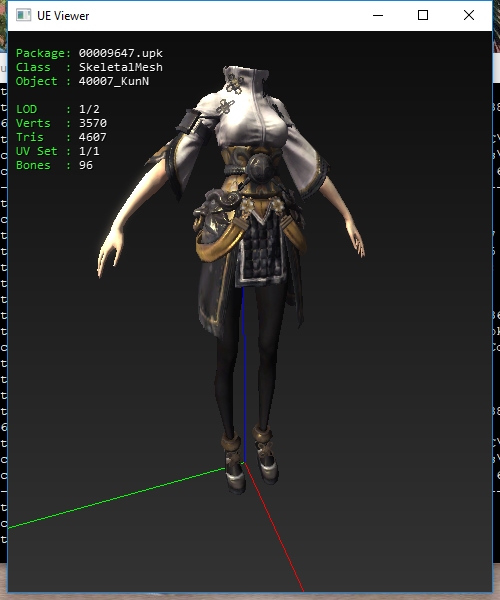 UE Viewer
Package: 00009647.upk
Class : SkeletalMesh
Object : 40007_KunN
LOD : 1/2
Verts : 3570
Tris : 4607
UV Set : 1/1
Bones : 96